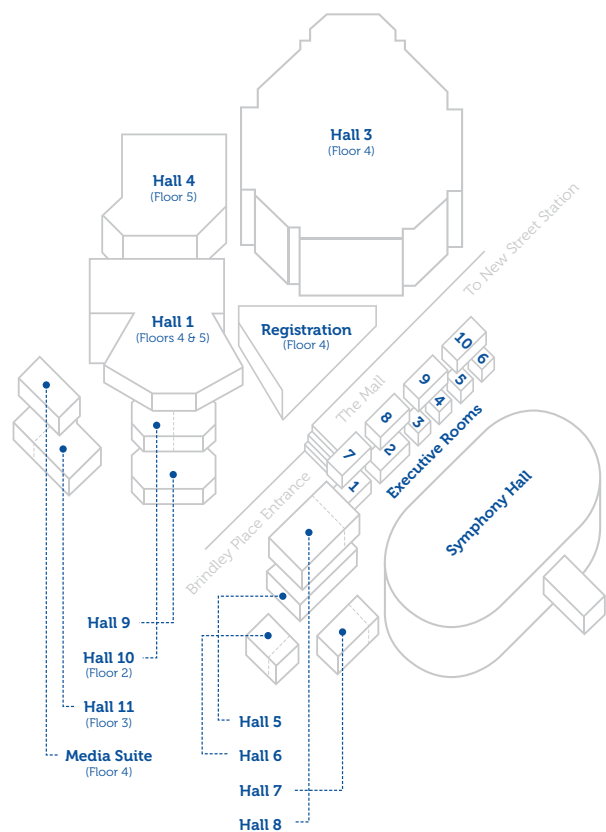 Hall 3
(Floor 4)
Hall 4
(Floor 5)
To New Street Station
Hall 1
(Floors 4 & 5)
Registration
(Floor 4)
The Mall
10
6
9
5
4
8
3
7
2
1
Executive Rooms
Symphony Hall
Brindley Place Entrance
Hall 9
Hall 10
(Floor 2)
Hall 11
(Floor 3)
Media Suite
(Floor 4)
Hall 5
Hall 6
Hall 7
Hall 8